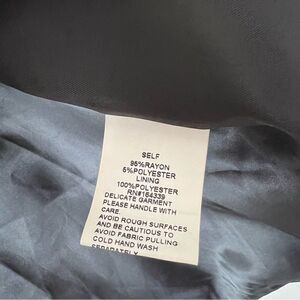 SELF
95%RAYON
5%POLYESTER
LINING
100%POLYESTER
RN#164339
DELICATE GARMENT
PLEASE HANDLE WITH
CARE.
AVOID ROUGH SURFACES
AND BE CAUTIOUS TO
AVOID FABRIC PULLING
COLD HAND WASH
SEPARATELY